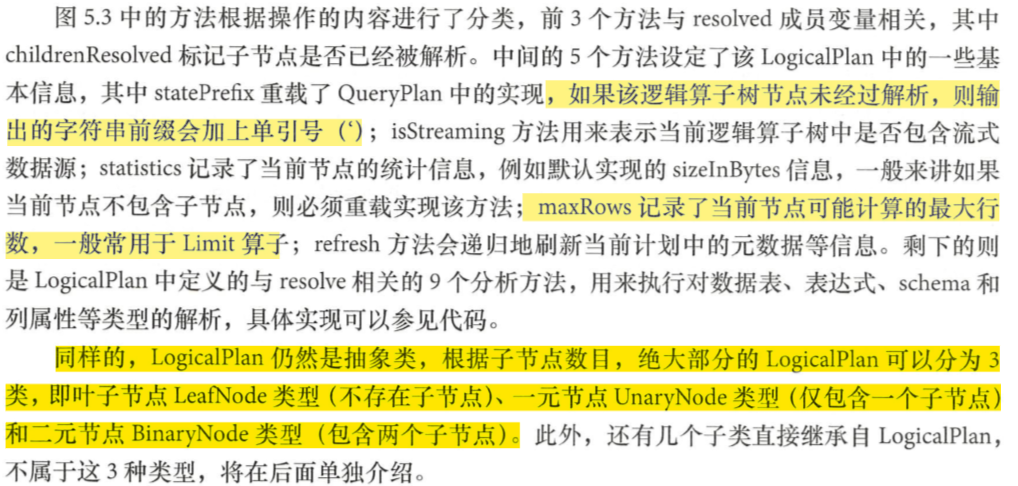 图 5.3 中的方法根据操作的内容进行了分类，前 3 个方法与 resolved 成员变量相关，其中
childrenResolved 标记子节点是否已经被解析。中间的 5 个方法设定了该 LogicalPlan 中的一些基
本信息，其中 statePrefix 重载了 QueryPlan 中的实现，如果该逻辑算子树节点未经过解析，则输
出的字符串前缀会加上单引号（‘）；isStreaming 方法用来表示当前逻辑算子树中是否包含流式
数据源；statistics 记录了当前节点的统计信息，例如默认实现的 sizeInBytes 信息，一般来讲如果
当前节点不包含子节点，则必须重载实现该方法；maxRows 记录了当前节点可能计算的最大行
数，一般常用于 Limit 算子；refresh 方法会递归地刷新当前计划中的元数据等信息。剩下的则
是 LogicalPlan 中定义的与 resolve 相关的 9 个分析方法，用来执行对数据表、表达式、schema 和
列属性等类型的解析，具体实现可以参见代码。
同样的，LogicalPlan 仍然是抽象类，根据子节点数目，绝大部分的 LogicalPlan 可以分为 3
类，即叶子节点 LeafNode 类型（不存在子节点）、一元节点 UnaryNode 类型（仅包含一个子节点）
和二元节点 BinaryNode 类型（包含两个子节点）。此外，还有几个子类直接继承自 LogicalPlan，
不属于这 3 种类型，将在后面单独介绍。